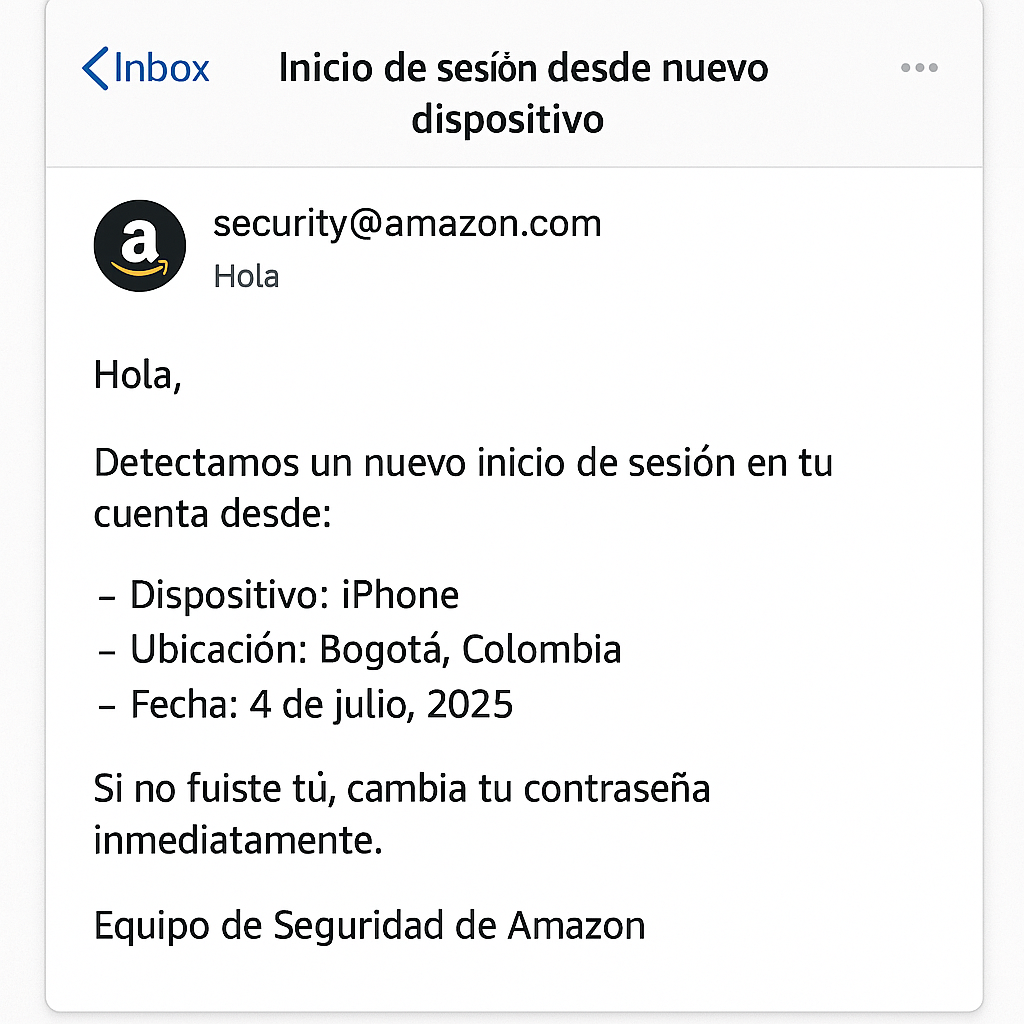 Inbox
Inicio de sesión desde nuevo
dispositivo
a
security@amazon.com
Hola
Hola,
Detectamos un nuevo inicio de sesión en tu
cuenta desde:
– Dispositivo: iPhone
– Ubicación: Bogotá, Colombia
– Fecha: 4 de julio, 2025
Si no fuiste tu̇, cambia tu contraseña
inmediatamente.
Equipo de Seguridad de Amazon